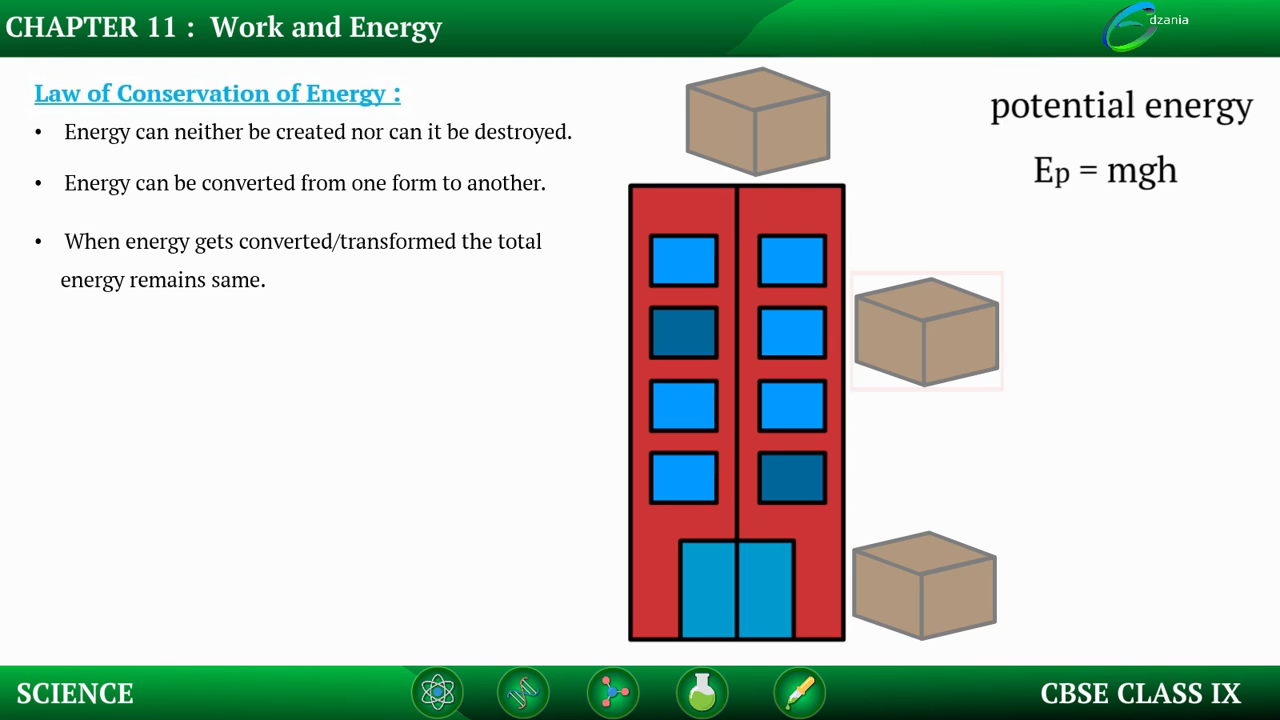 CHAPTER 11 : Work and Energy
dzania
Law of Conservation of Energy :
• Energy can neither be created nor can it be destroyed.
• Energy can be converted from one form to another.
• When energy gets converted/transformed the total
energy remains same.
potential energy
Ep = mgh
SCIENCE
CBSE CLASS IX